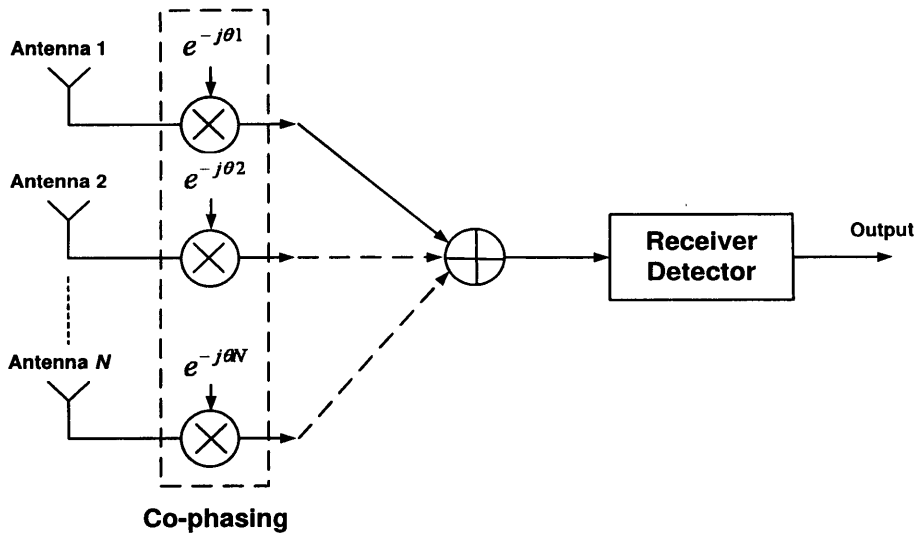 Antenna 1
e^{-jθ1}
Antenna 2
e^{-jθ2}
Output
Receiver
Detector
Antenna N
e^{-jθN}
Co-phasing